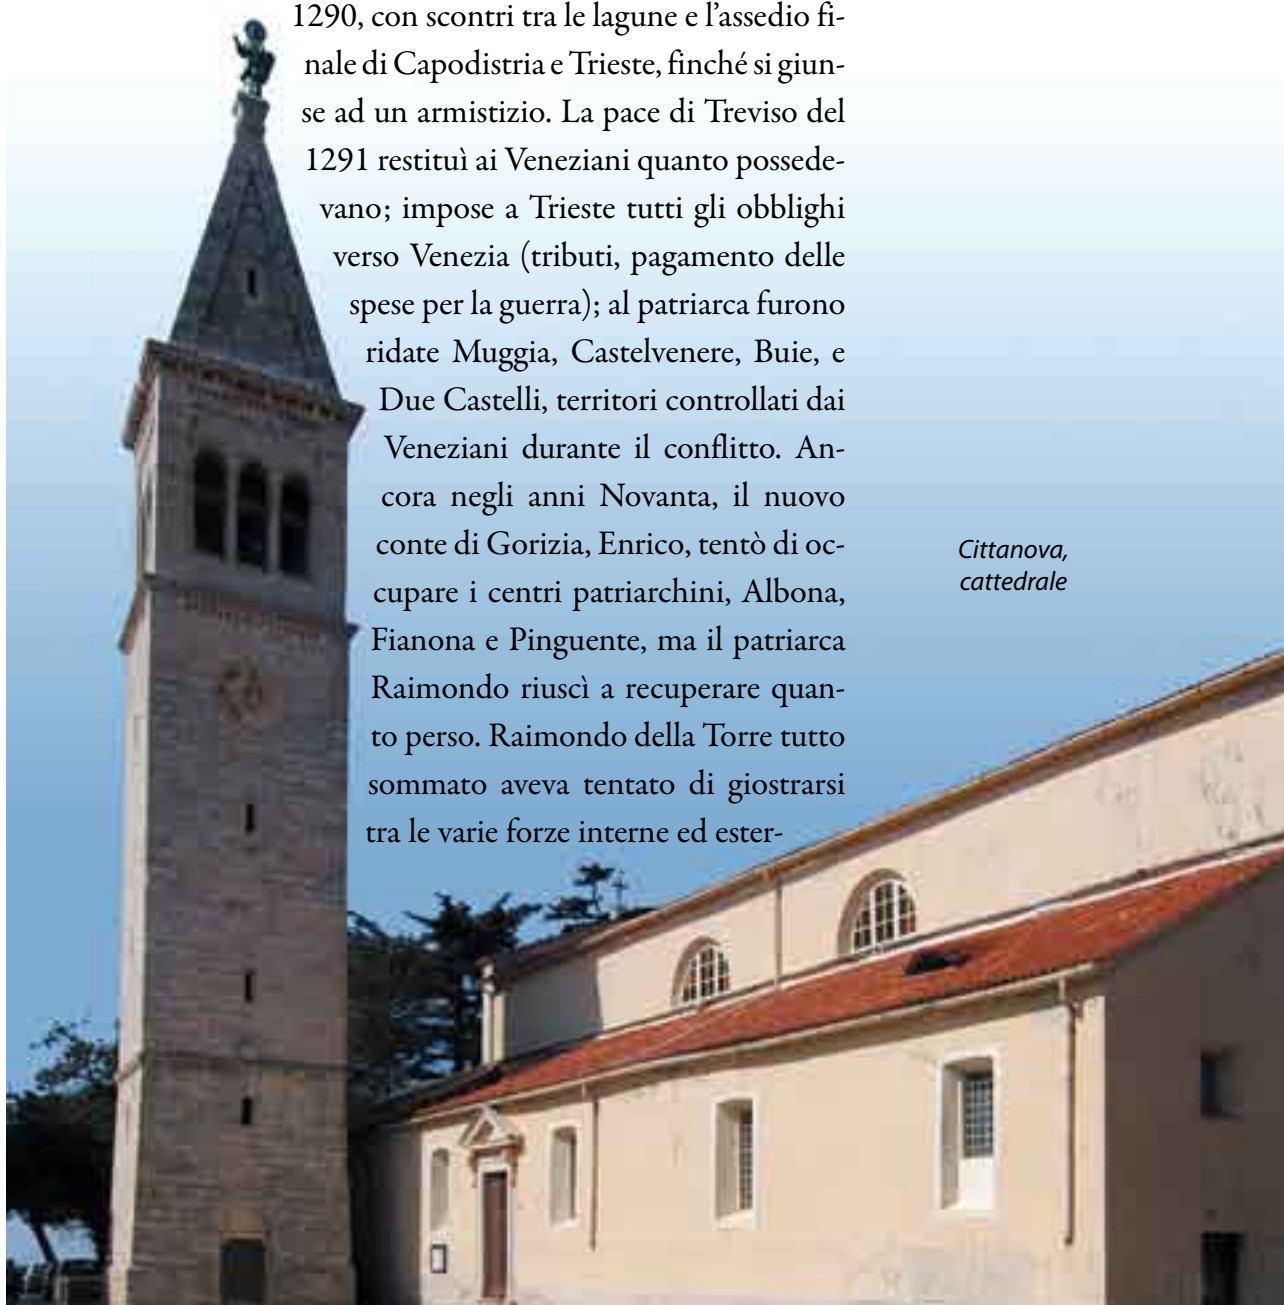 1290, con scontri tra le lagune e l’assedio fi-
nale di Capodistria e Trieste, finché si giun-
se ad un armistizio. La pace di Treviso del
1291 restituì ai Veneziani quanto possede-
vano; impose a Trieste tutti gli obblighi
verso Venezia (tributi, pagamento delle
spese per la guerra); al patriarca furono
ridate Muggia, Castelvenere, Buie, e
Due Castelli, territori controllati dai
Veneziani durante il conflitto. An-
cora negli anni Novanta, il nuovo
conte di Gorizia, Enrico, tentò di oc-
cupare i centri patriarchini, Albona,
Fianona e Pinguente, ma il patriarca
Raimondo riuscì a recuperare quan-
to perso. Raimondo della Torre tutto
sommato aveva tentato di giostrarsi
tra le varie forze interne ed ester-
Cittanova,
cattedrale